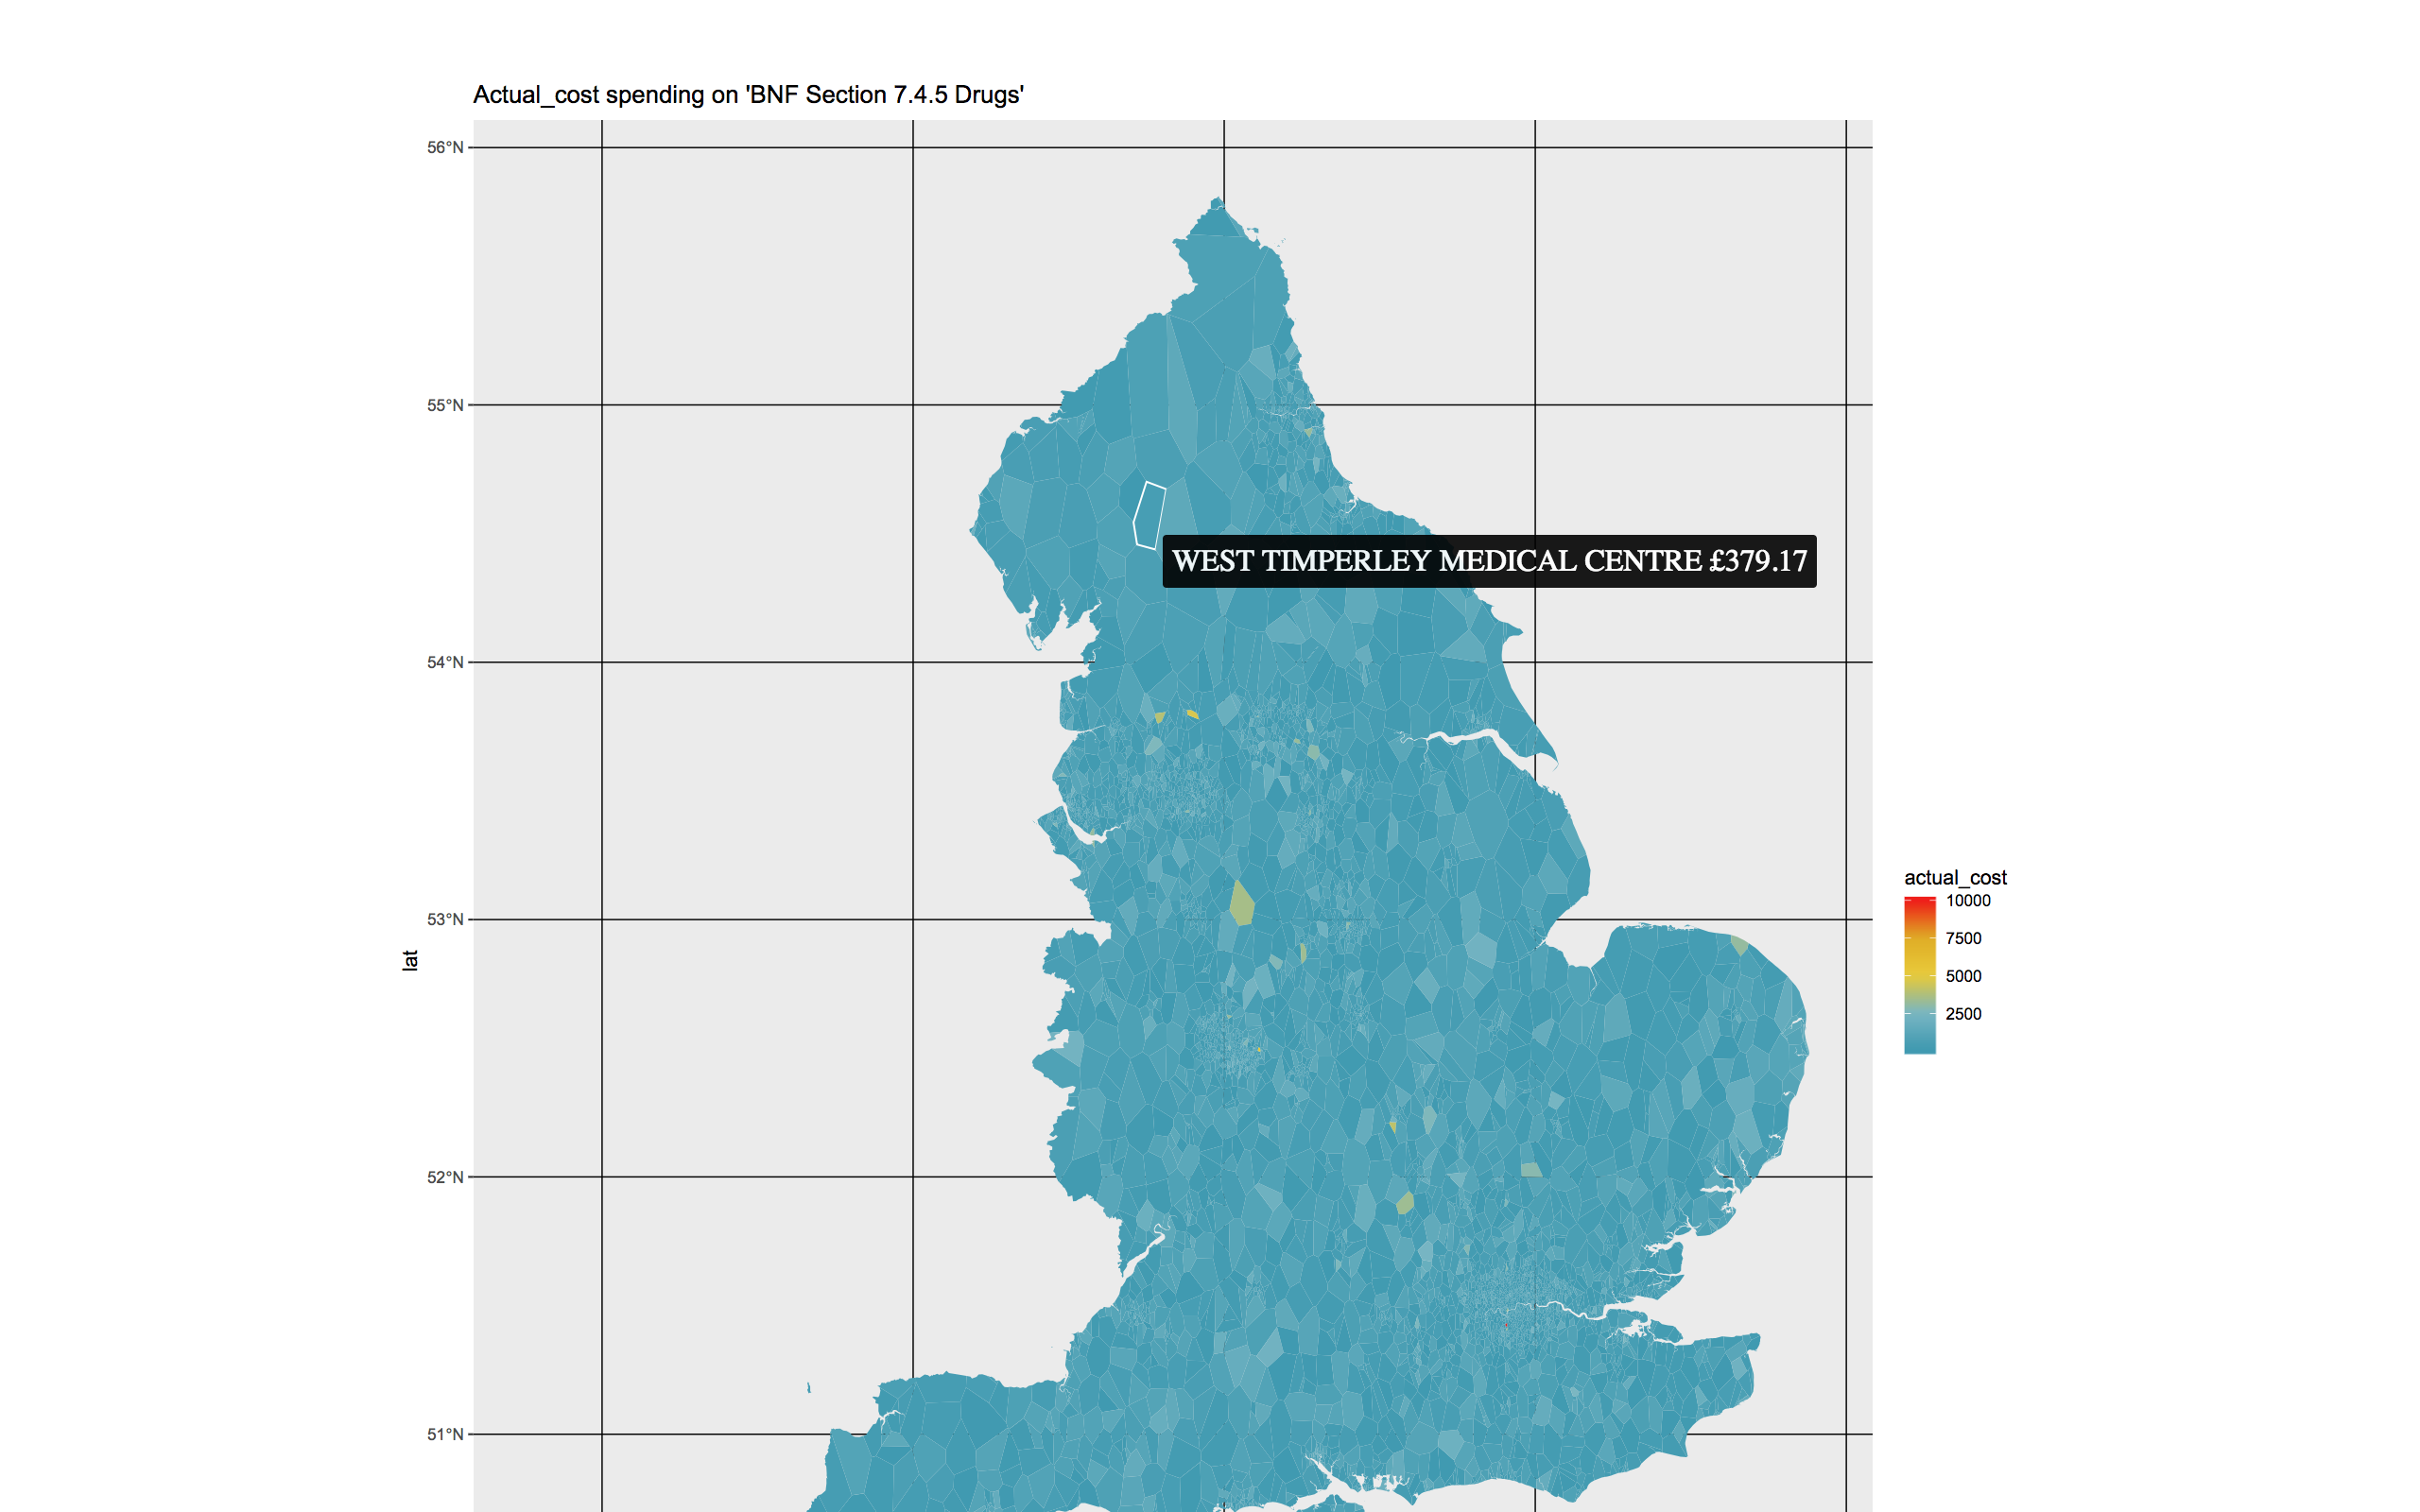 Actual_cost spending on 'BNF Section 7.4.5 Drugs'
56°N
55°N
WEST TIMPERLEY MEDICAL CENTRE £379.17
54°N
53°N
lat
52°N
51°N
actual_cost
10000
7500
5000
2500